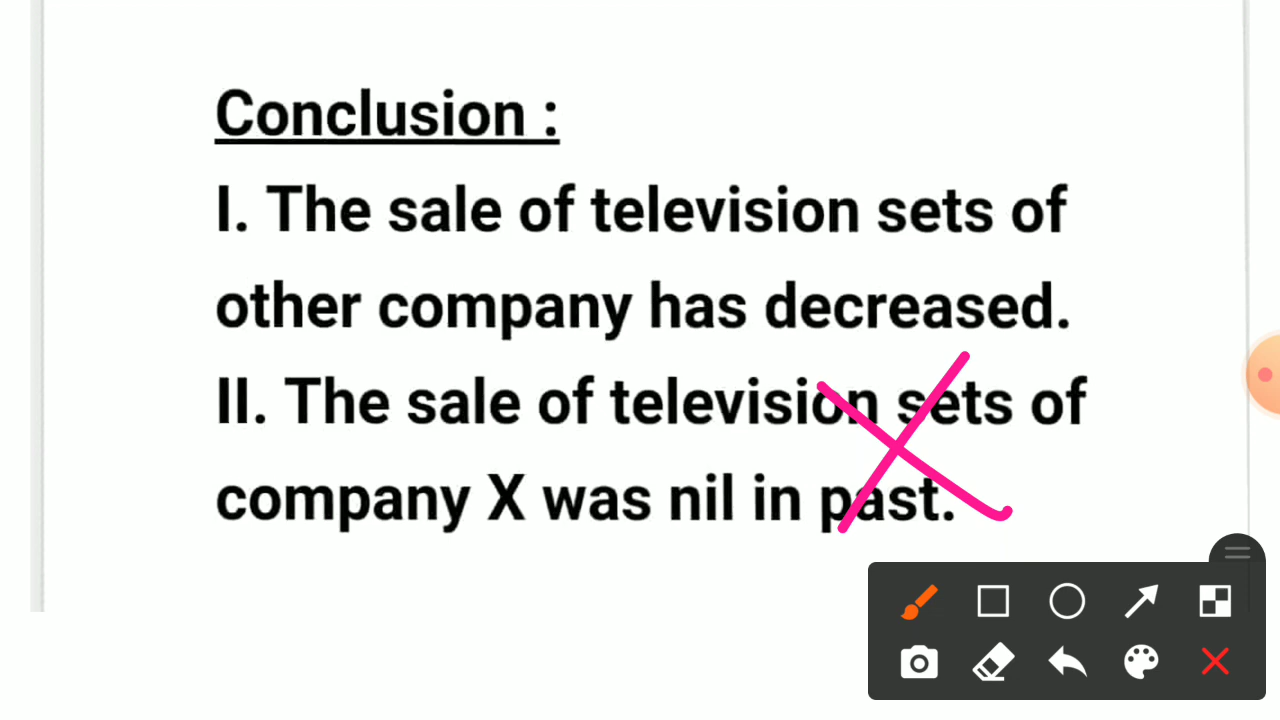 Conclusion :
I. The sale of television sets of
other company has decreased.
II. The sale of television sets of
company X was nil in past.